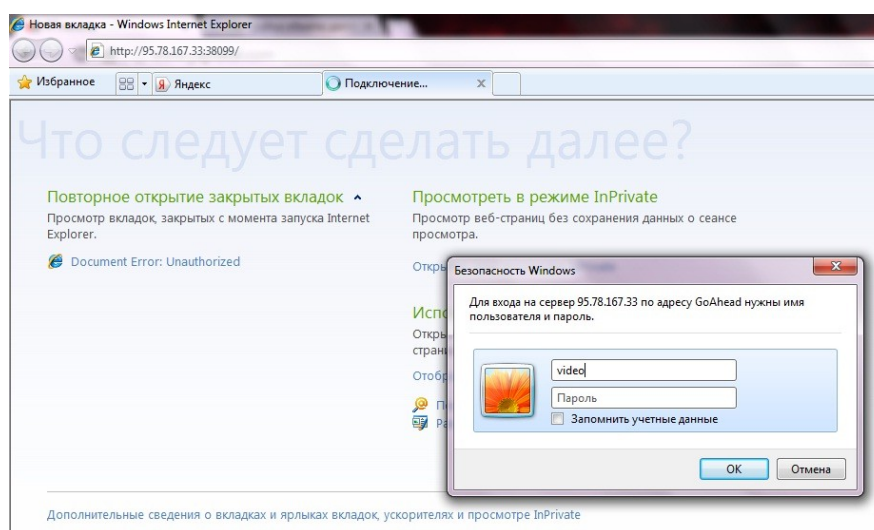 Новая вкладка - Windows Internet Explorer
http://95.78.167.33:38099/
Избранное
Яндекс
Подключение...
Что следует сделать далее?
Повторное открытие закрытых вкладок
Просмотр вкладок, закрытых с момента запуска Internet
Explorer.
Document Error: Unauthorized
Просмотреть в режиме InPrivate
Просмотр веб-страниц без сохранения данных о сеансе
просмотра.
Безопасность Windows
Для входа на сервер 95.78.167.33 по адресу GoAhead нужны имя
пользователя и пароль.
video
Пароль
Запомнить учетные данные
OK
Отмена
Дополнительные сведения о вкладках и ярлыках вкладок, ускорителях и просмотре InPrivate